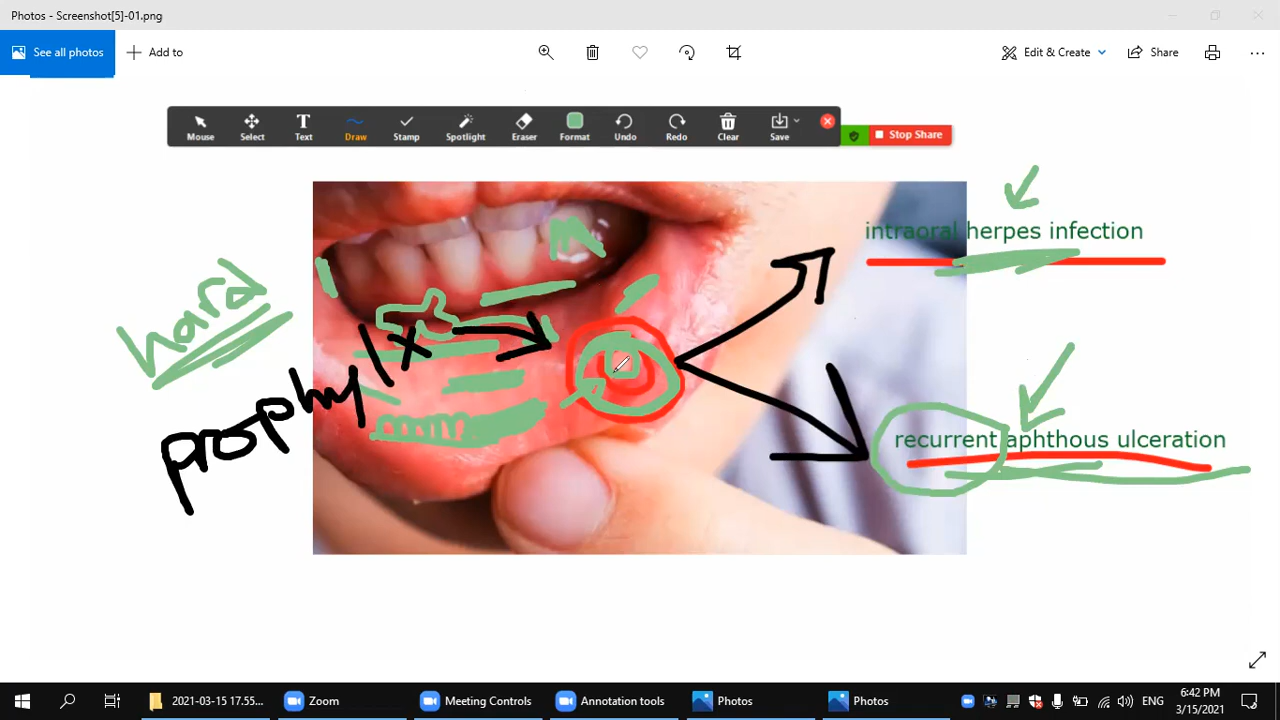 Photos - Screenshot[5]-01.png
See all photos
Add to
Edit & Create
Share
Mouse
Select
Text
Draw
Stamp
Spotlight
Eraser
Format
Undo
Redo
Clear
Save
Stop Share
intraoral herpes infection
hard
prophylx
recurrent aphthous ulceration
2021-03-15 17.55...
Zoom
Meeting Controls
Annotation tools
Photos
Photos
ENG
6:42 PM
3/15/2021